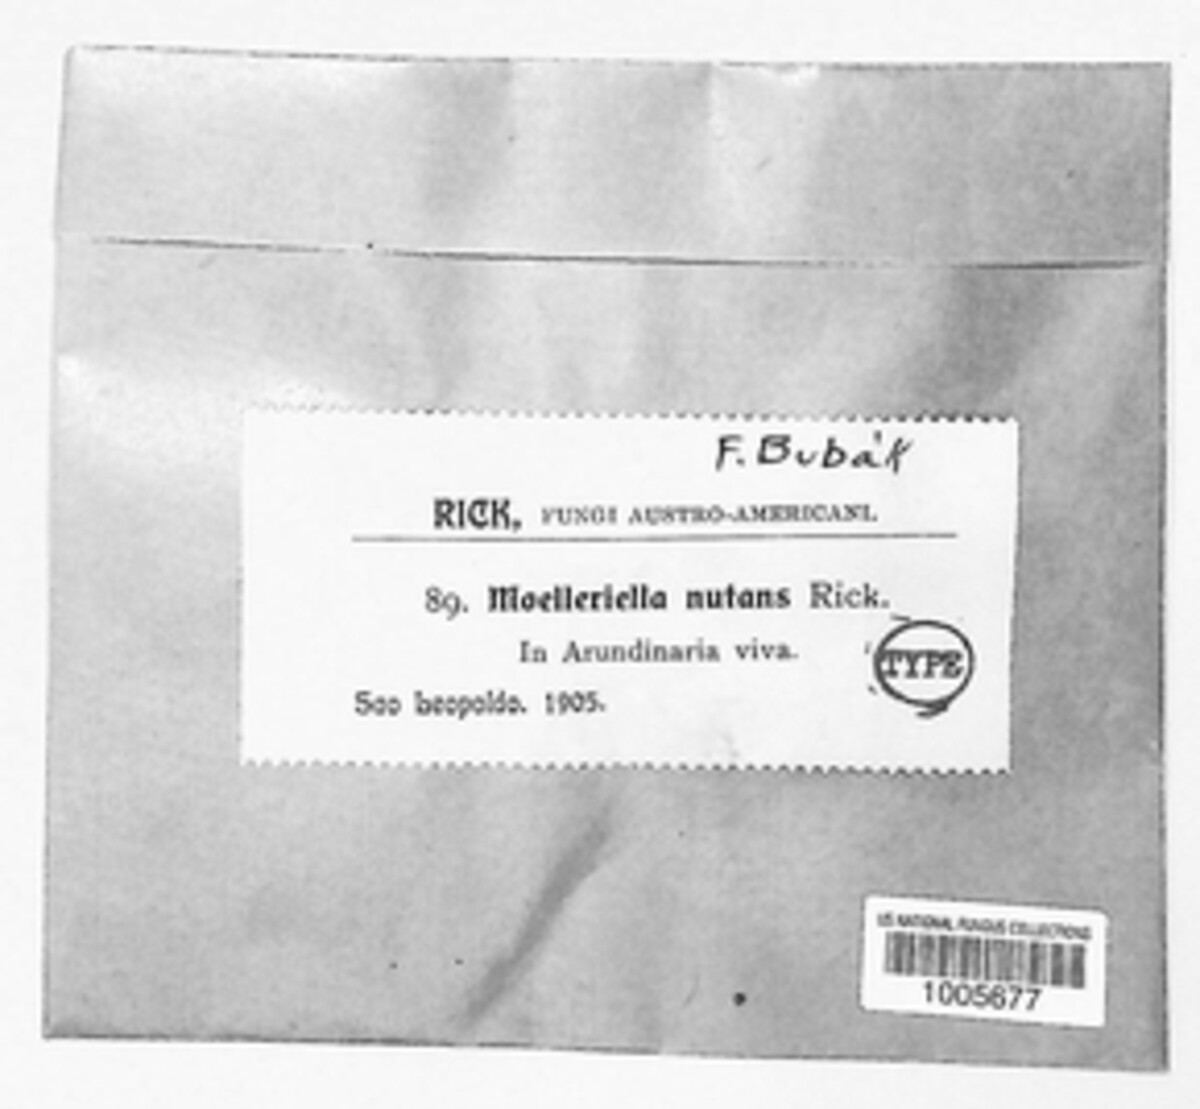 F. Bubák
RICK, FUNGI AUSTRO-AMERICANI.
89. Moelleriella nutans Rick.
In Arundinaria viva.
TYPE
Sao Leopoldo. 1905.
US NATIONAL FUNGUS COLLECTIONS
1005677